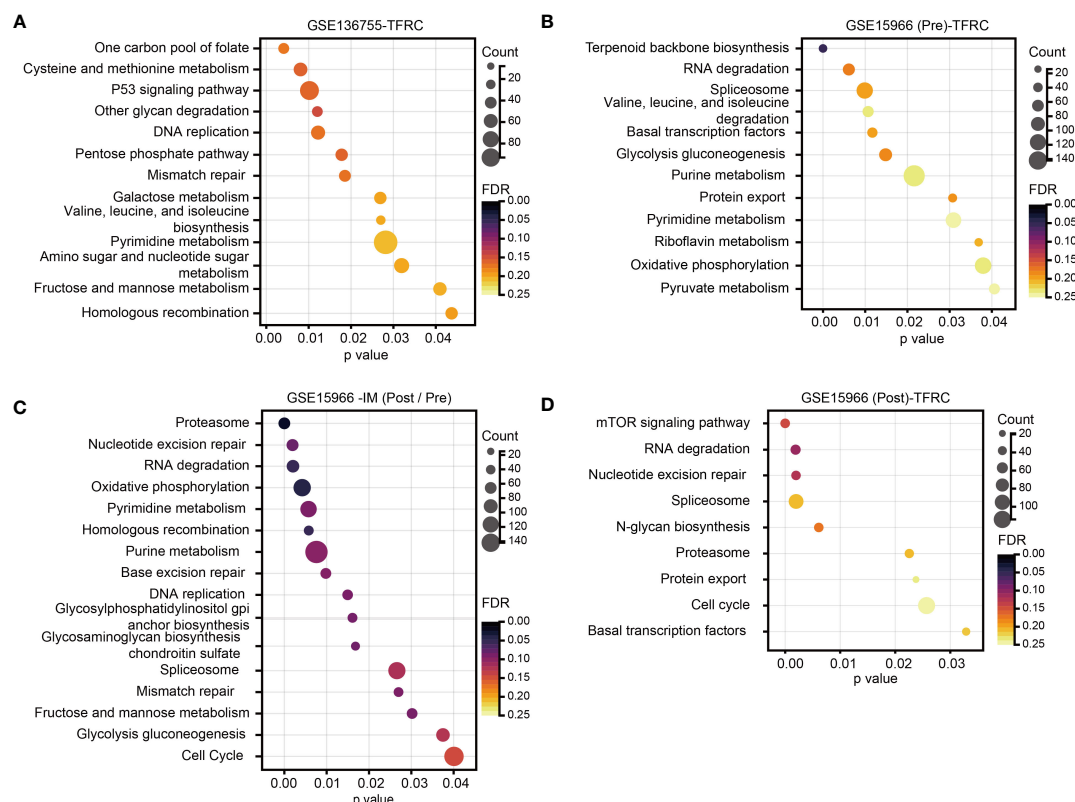 A
GSE136755-TFRC
One carbon pool of folate
Cysteine and methionine metabolism
P53 signaling pathway
Other glycan degradation
DNA replication
Pentose phosphate pathway
Mismatch repair
Galactose metabolism
Valine, leucine, and isoleucine
biosynthesis
Pyrimidine metabolism
Amino sugar and nucleotide sugar
metabolism
Fructose and mannose metabolism
Homologous recombination
0.00 0.01 0.02 0.03 0.04
p value
Count
20
40
60
80
FDR
0.00
0.05
0.10
0.15
0.20
0.25
B
GSE15966 (Pre)-TFRC
Terpenoid backbone biosynthesis
RNA degradation
Spliceosome
Valine, leucine, and isoleucine
degradation
Basal transcription factors
Glycolysis gluconeogenesis
Purine metabolism
Protein export
Pyrimidine metabolism
Riboflavin metabolism
Oxidative phosphorylation
Pyruvate metabolism
0.00 0.01 0.02 0.03 0.04
p value
Count
20
40
60
80
100
120
140
FDR
0.00
0.05
0.10
0.15
0.20
0.25
C
GSE15966 -IM (Post / Pre)
Proteasome
Nucleotide excision repair
RNA degradation
Oxidative phosphorylation
Pyrimidine metabolism
Homologous recombination
Purine metabolism
Base excision repair
DNA replication
Glycosylphosphatidylinositol gpi
anchor biosynthesis
Glycosaminoglycan biosynthesis
chondroitin sulfate
Spliceosome
Mismatch repair
Fructose and mannose metabolism
Glycolysis gluconeogenesis
Cell Cycle
0.00 0.01 0.02 0.03 0.04
p value
Count
20
40
60
80
100
120
140
FDR
0.00
0.05
0.10
0.15
0.20
0.25
D
GSE15966 (Post)-TFRC
mTOR signaling pathway
RNA degradation
Nucleotide excision repair
Spliceosome
N-glycan biosynthesis
Proteasome
Protein export
Cell cycle
Basal transcription factors
0.00 0.01 0.02 0.03
p value
Count
20
40
60
80
100
FDR
0.00
0.05
0.10
0.15
0.20
0.25